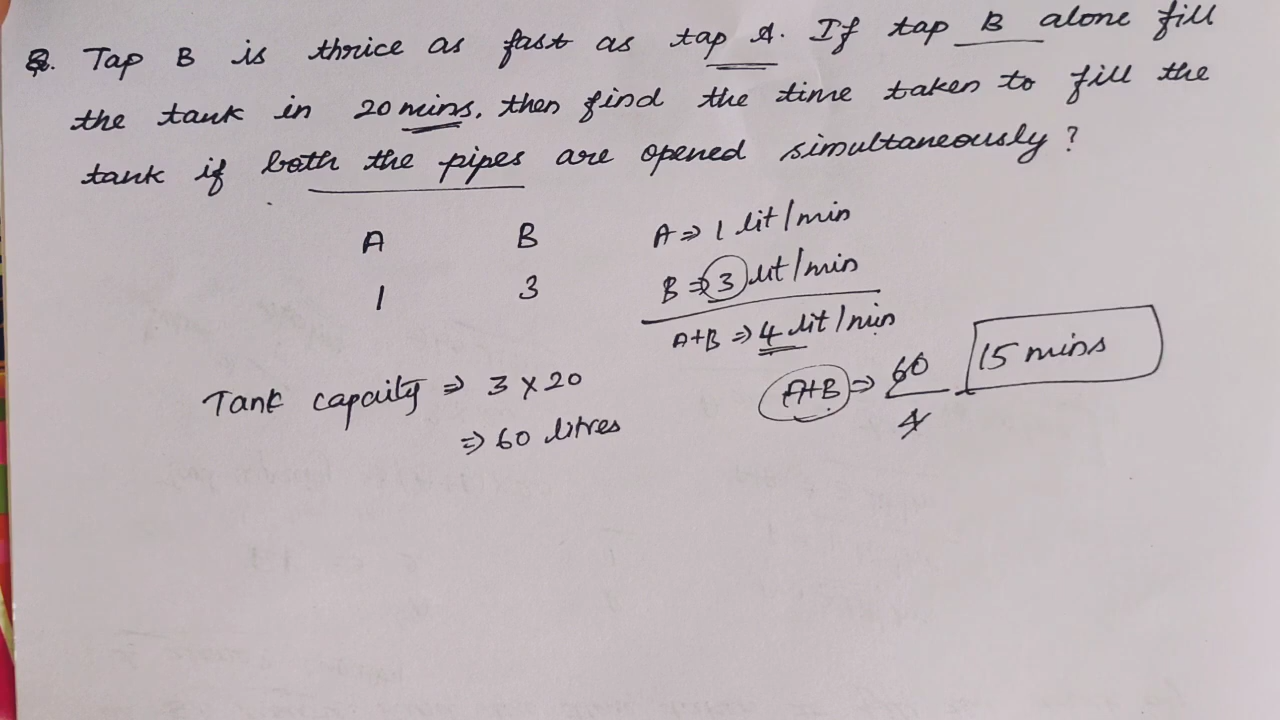 Q. Tap B is thrice as fast as tap A. If tap B alone fill
the tank in 20 mins, then find the time taken to fill the
tank if both the pipes are opened simultaneously?
A B
1 3
A ⇒ 1 lit/min
B ⇒ 3 lit/min
A+B ⇒ 4 lit/min
Tank capcaity ⇒ 3 × 20
⇒ 60 litres
A+B ⇒ 60/4 = 15 mins